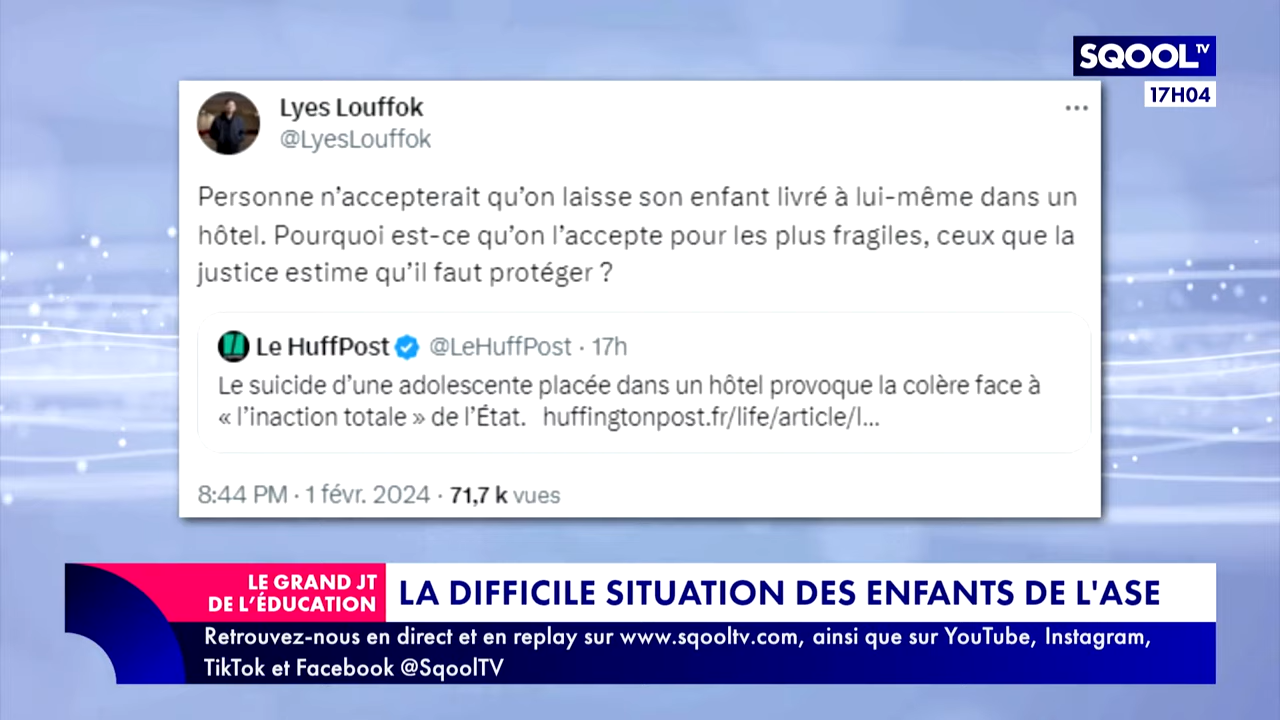 SQOOL TV
17H04
Lyes Louffok
@LyesLouffok
Personne n’accepterait qu’on laisse son enfant livré à lui-même dans un
hôtel. Pourquoi est-ce qu’on l’accepte pour les plus fragiles, ceux que la
justice estime qu’il faut protéger ?
Le HuffPost @LeHuffPost · 17h
Le suicide d’une adolescente placée dans un hôtel provoque la colère face à
« l’inaction totale » de l’État. huffingtonpost.fr/life/article/l...
8:44 PM · 1 févr. 2024 · 71,7 k vues
LE GRAND JT
DE L’ÉDUCATION
LA DIFFICILE SITUATION DES ENFANTS DE L'ASE
Retrouvez-nous en direct et en replay sur www.sqooltv.com, ainsi que sur YouTube, Instagram,
TikTok et Facebook @SqoolTV